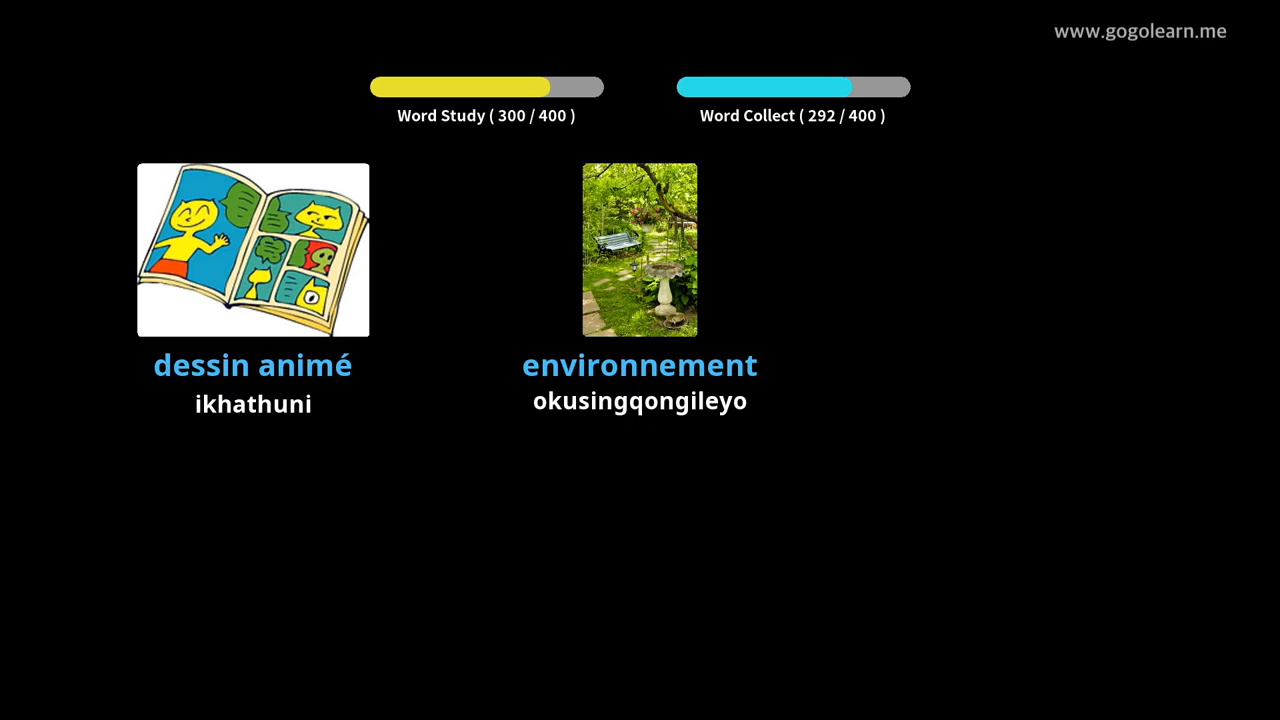 www.gogolearn.me
Word Study ( 300 / 400 )
Word Collect ( 292 / 400 )
dessin animé
ikhathuni
environnement
okusingqongileyo